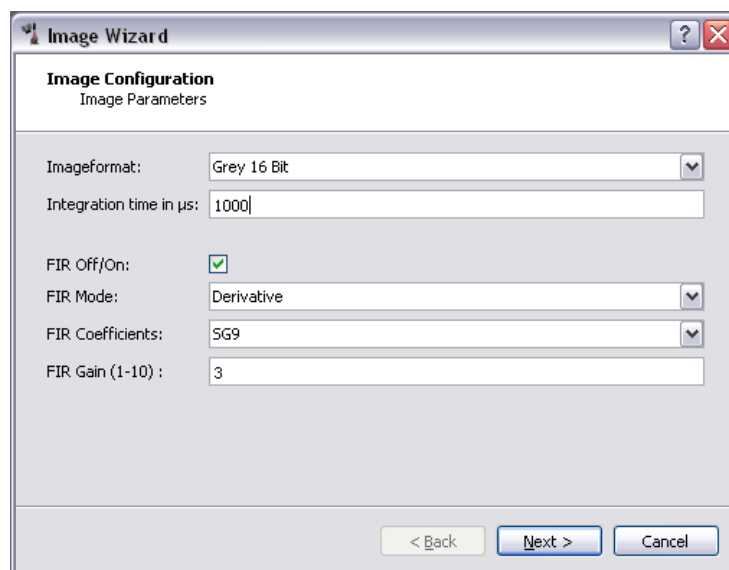 Image Wizard
?
Image Configuration
Image Parameters
Imageformat: Grey 16 Bit
Integration time in µs: 1000
FIR Off/On:
FIR Mode: Derivative
FIR Coefficients: SG9
FIR Gain (1-10) : 3
< Back Next > Cancel